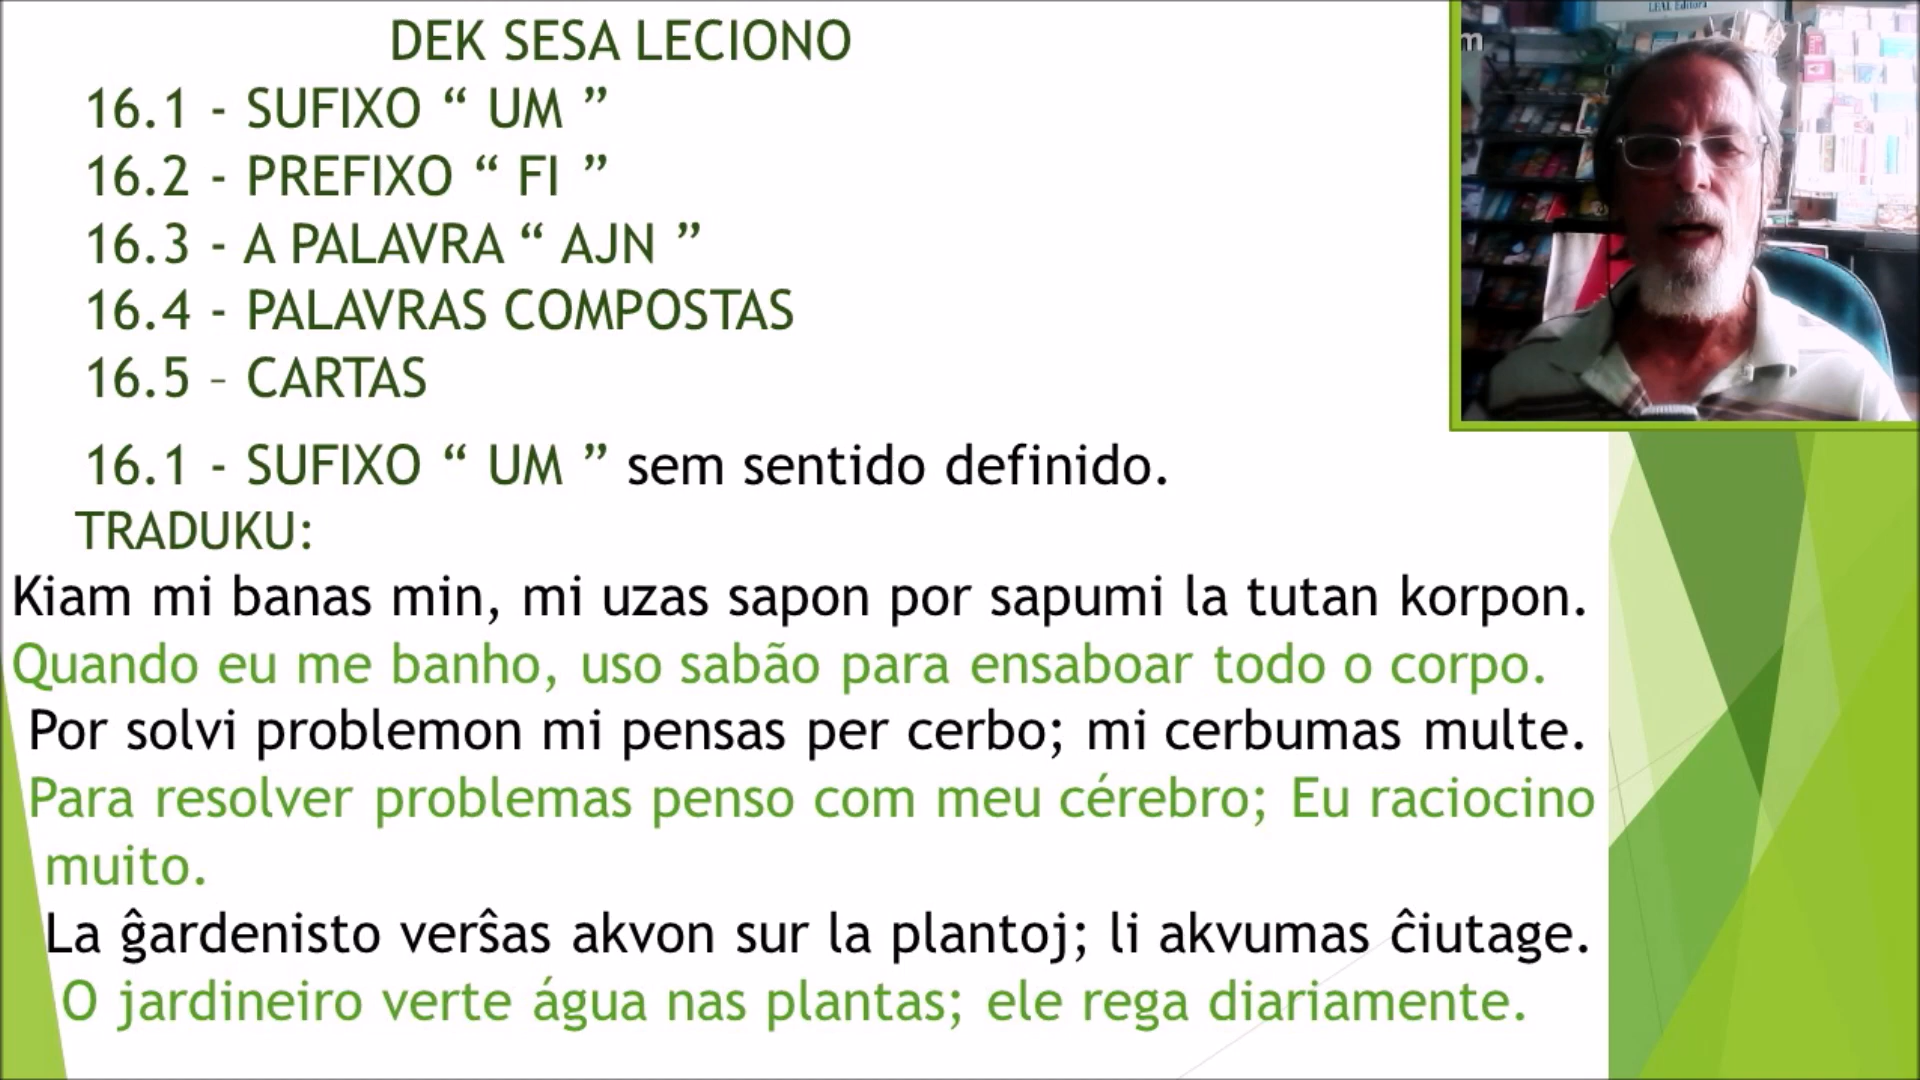 DEK SESA LECIONO
16.1 - SUFIXO “ UM ”
16.2 - PREFIXO “ FI ”
16.3 - A PALAVRA “ AJN ”
16.4 - PALAVRAS COMPOSTAS
16.5 – CARTAS
16.1 - SUFIXO “ UM ” sem sentido definido.
TRADUKU:
Kiam mi banas min, mi uzas sapon por sapumi la tutan korpon.
Quando eu me banho, uso sabão para ensaboar todo o corpo.
Por solvi problemon mi pensas per cerbo; mi cerbumas multe.
Para resolver problemas penso com meu cérebro; Eu raciocino
muito.
La ĝardenisto verŝas akvon sur la plantoj; li akvumas ĉiutage.
O jardineiro verte água nas plantas; ele rega diariamente.
LEAL Editora
m